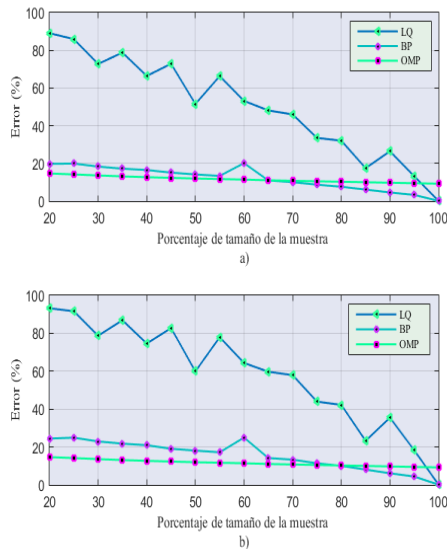 100
80
60
40
20
0
Error (%)
LQ
BP
OMP
20 30 40 50 60 70 80 90 100
Porcentaje de tamaño de la muestra
a)
100
80
60
40
20
0
Error (%)
LQ
BP
OMP
20 30 40 50 60 70 80 90 100
Porcentaje de tamaño de la muestra
b)